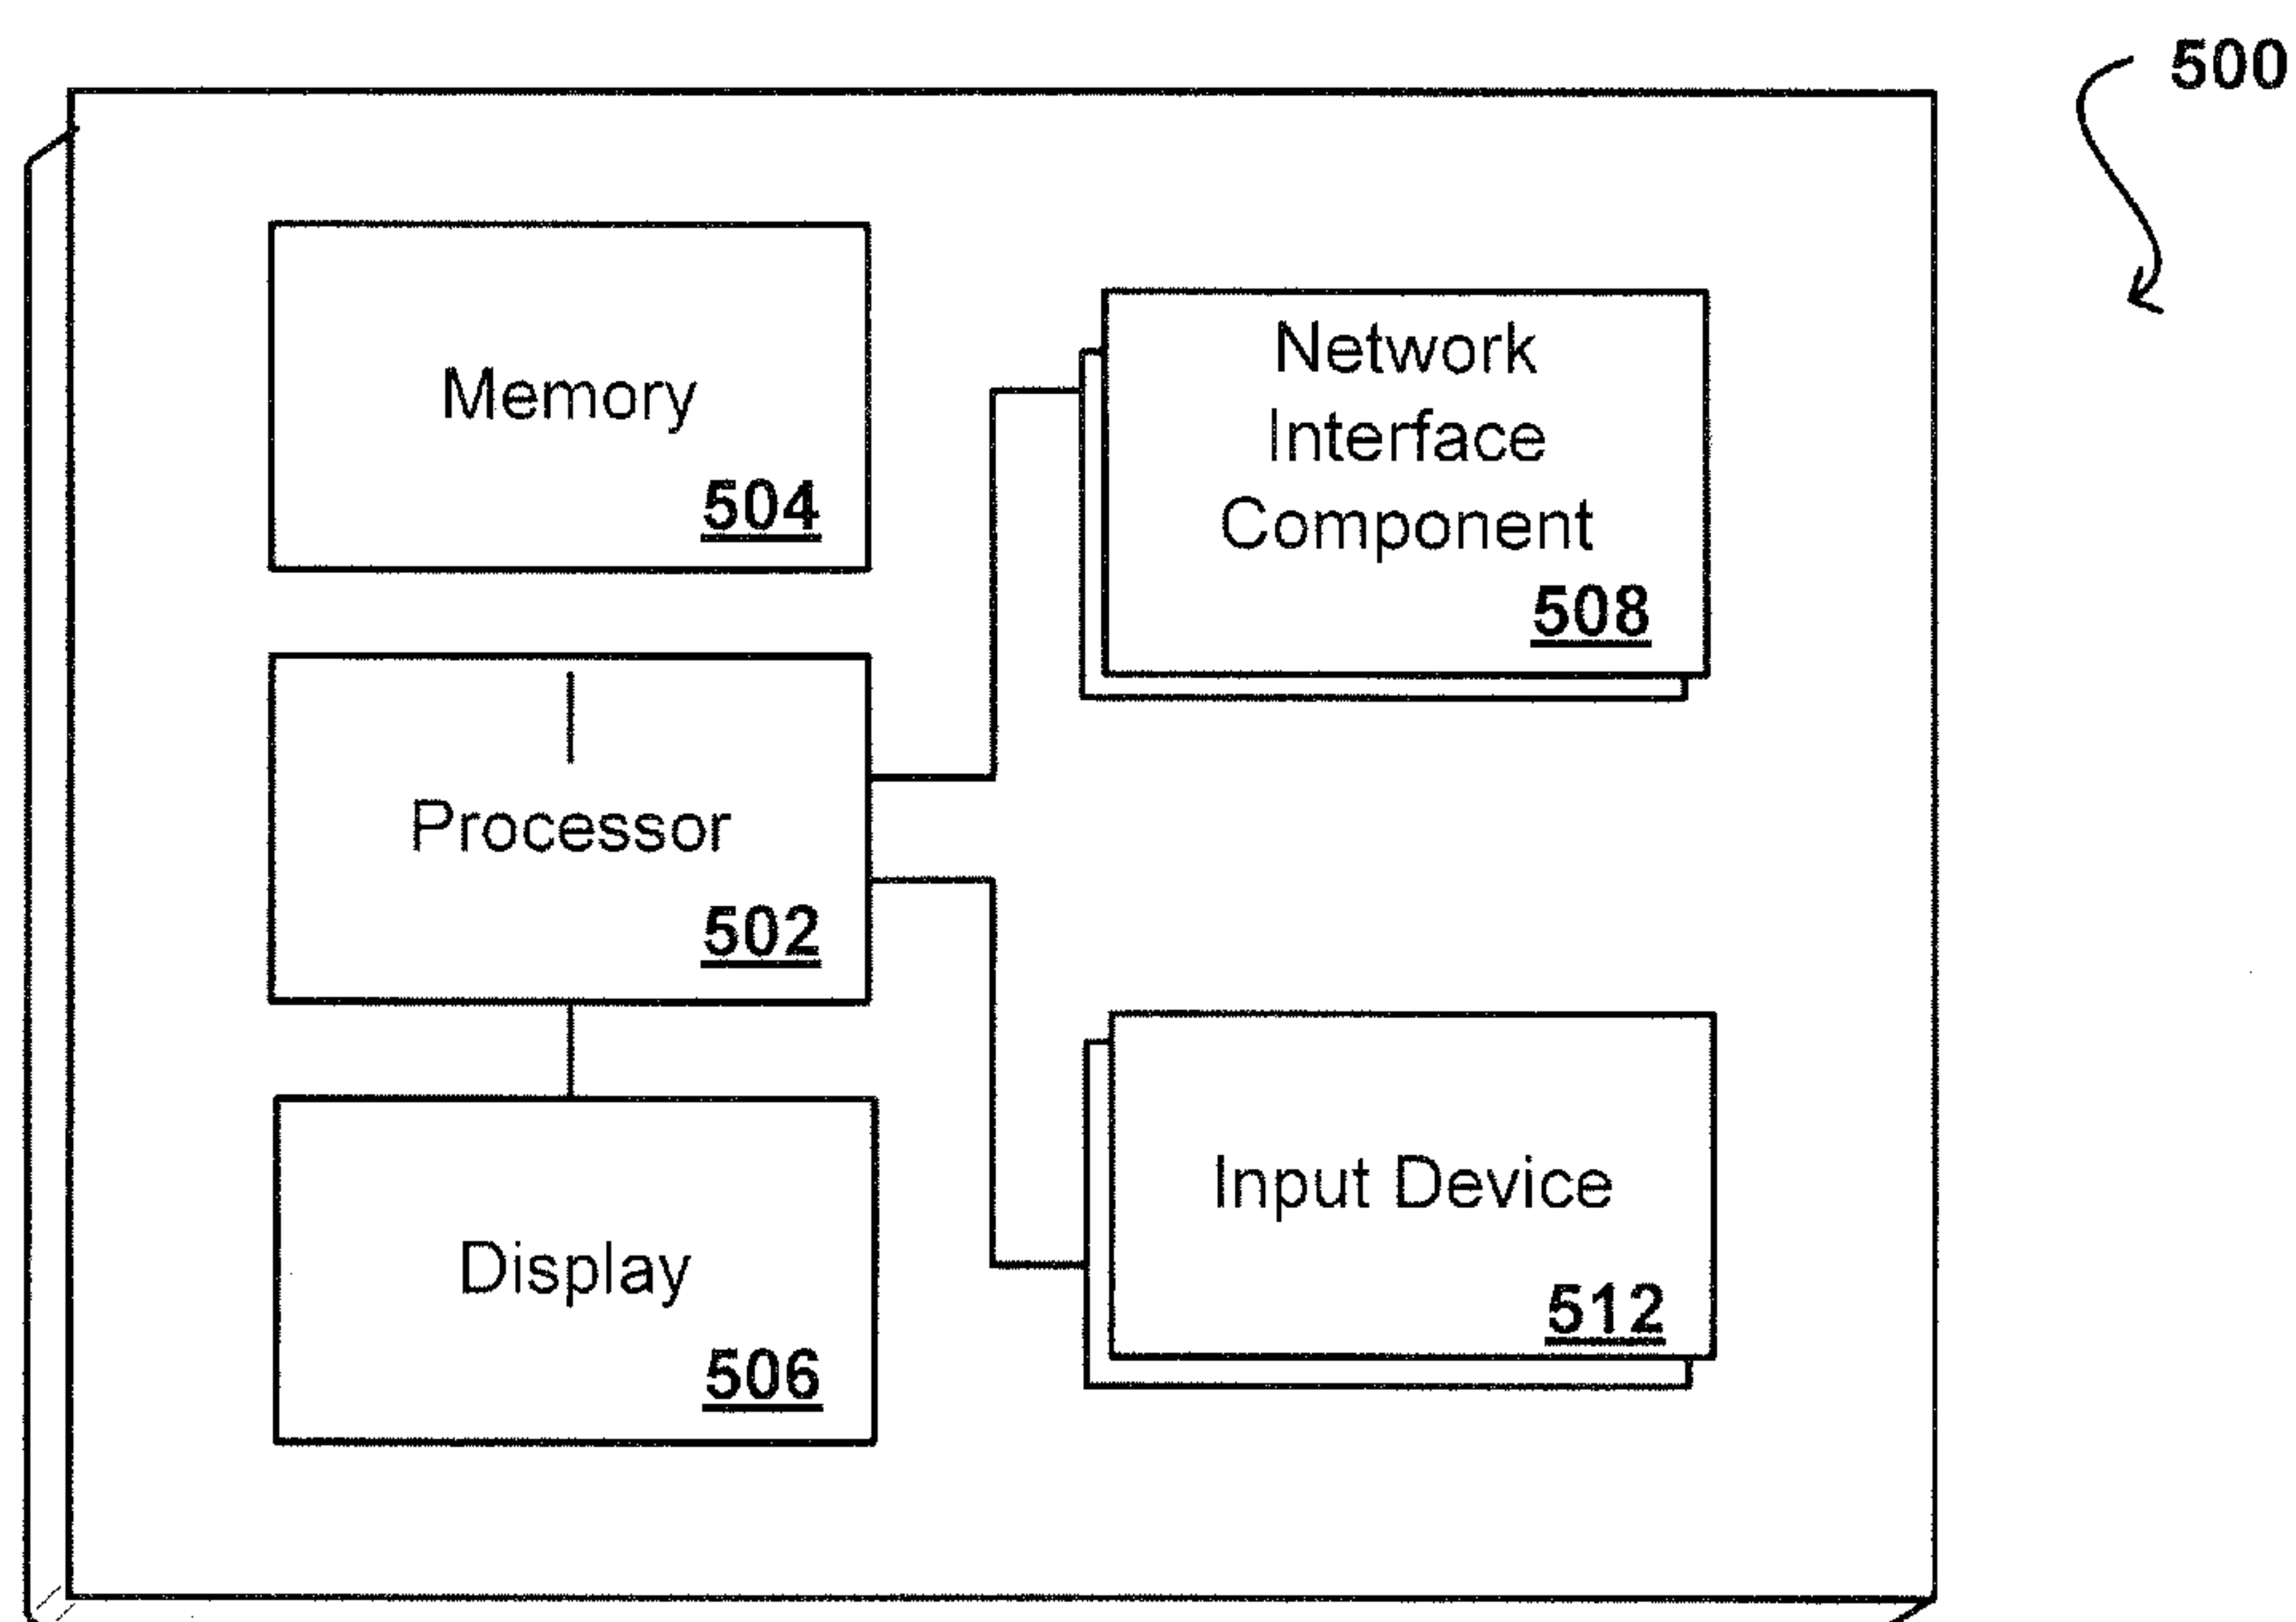 500
Memory
504
Network
Interface
Component
508
Processor
502
Input Device
512
Display
506